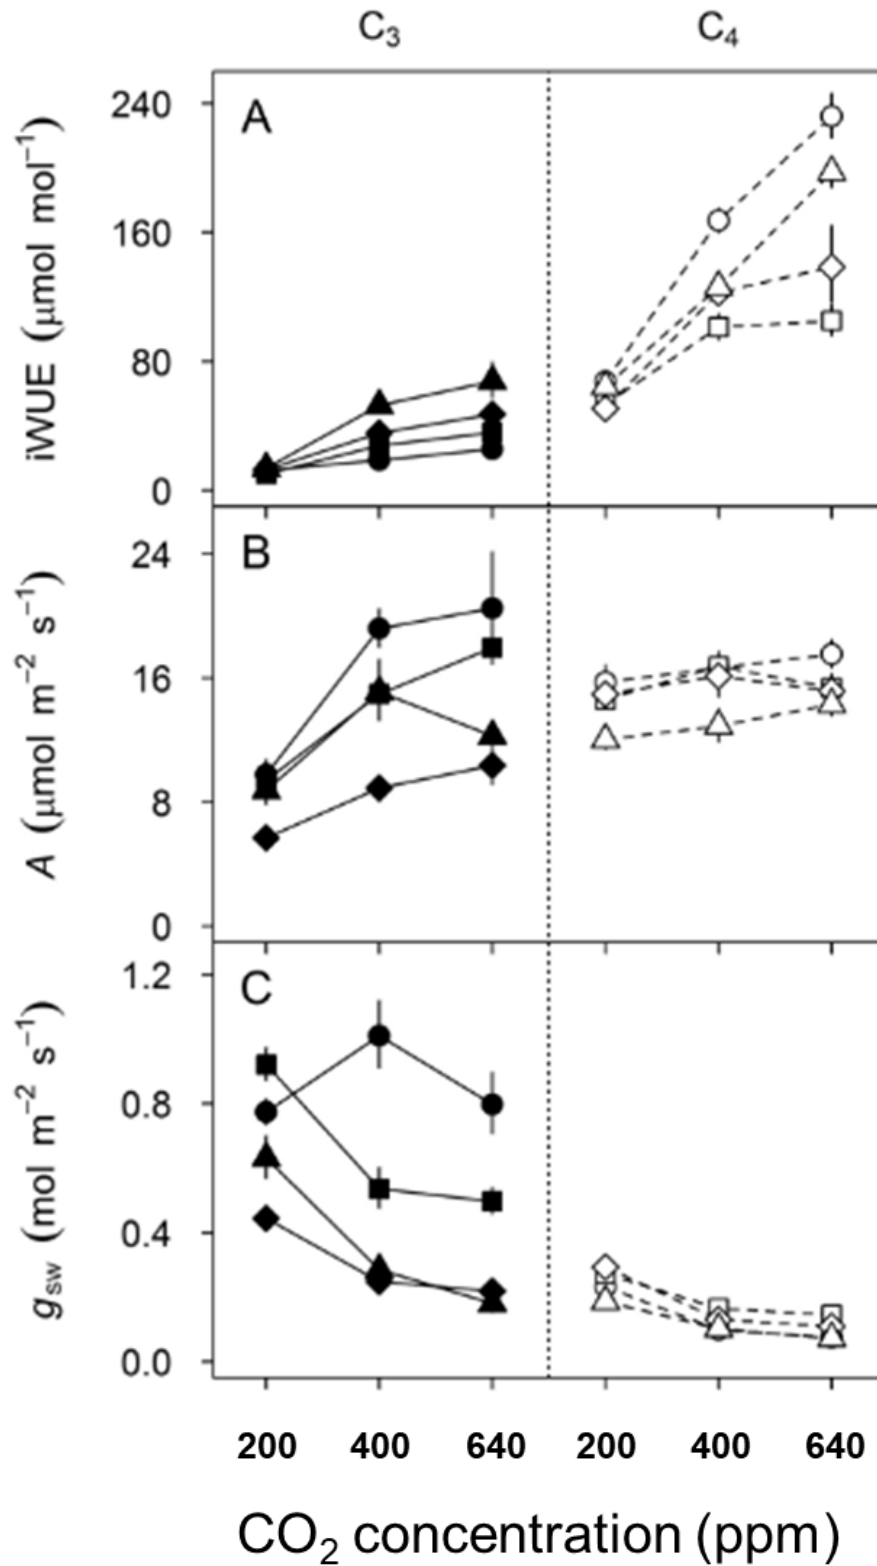 C₃ C₄
A
iWUE (μmol mol⁻¹)
240
160
80
0
B
A (μmol m⁻² s⁻¹)
24
16
8
0
C
gsw (mol m⁻² s⁻¹)
1.2
0.8
0.4
0.0
200 400 640 200 400 640
CO₂ concentration (ppm)